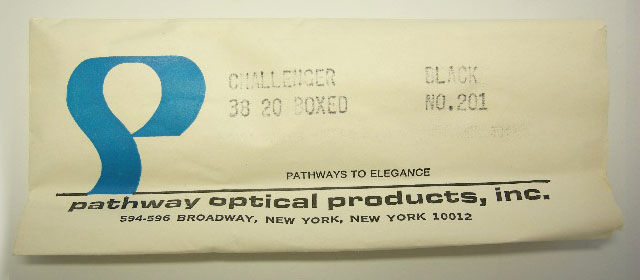 CHALLENGER BLACK
38 20 BOXED NO.201
PATHWAYS TO ELEGANCE
pathway optical products, inc.
594-596 BROADWAY, NEW YORK, NEW YORK 10012